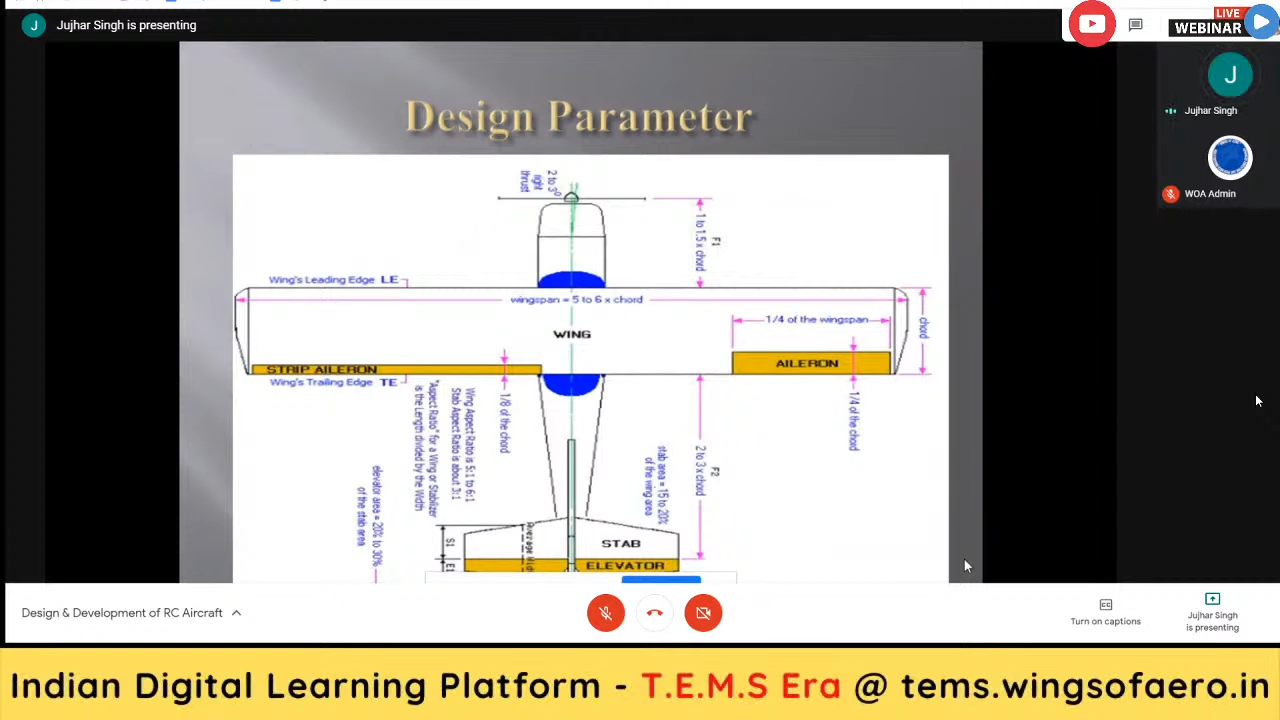 Jujhar Singh is presenting
LIVE
WEBINAR
J
J
Jujhar Singh
WOA Admin
Design Parameter
2 to 3°
right
thrust
1 to 1.5 x chord
F1
Wing's Leading Edge LE
wingspan = 5 to 6 x chord
1/4 of the wingspan
chord
WING
STRIP AILERON
AILERON
Wing's Trailing Edge TE
1/8 of the chord
1/4 of the chord
Wing Aspect Ratio is 5:1 to 6:1
Stab Aspect Ratio is about 3:1
"Aspect Ratio" for a Wing or Stabilizer
is the Length divided by the Width
2 to 3 x chord
F2
stab area = 15 to 20%
of the wing area
elevator area = 20% to 30%
of the stab area
S1
Average
STAB
E1
ELEVATOR
Design & Development of RC Aircraft
CC
Turn on captions
Jujhar Singh
is presenting
Indian Digital Learning Platform - T.E.M.S Era @ tems.wingsofaero.in